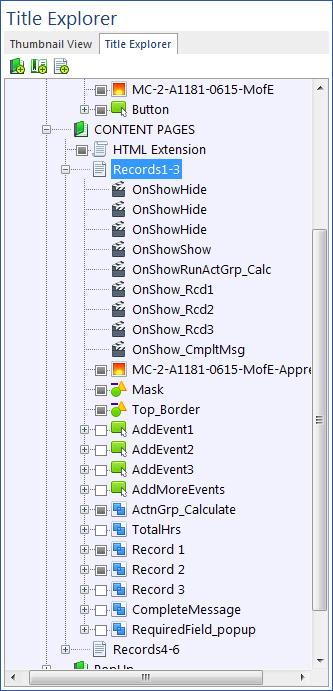 Title Explorer
Thumbnail View Title Explorer
MC-2-A1181-0615-MofE
Button
CONTENT PAGES
HTML Extension
Records1-3
OnShowHide
OnShowHide
OnShowHide
OnShowShow
OnShowRunActGrp_Calc
OnShow_Rcd1
OnShow_Rcd2
OnShow_Rcd3
OnShow_CmpltMsg
MC-2-A1181-0615-MofE-Appre
Mask
Top_Border
AddEvent1
AddEvent2
AddEvent3
AddMoreEvents
ActnGrp_Calculate
TotalHrs
Record 1
Record 2
Record 3
CompleteMessage
RequiredField_popup
Records4-6
PopUp